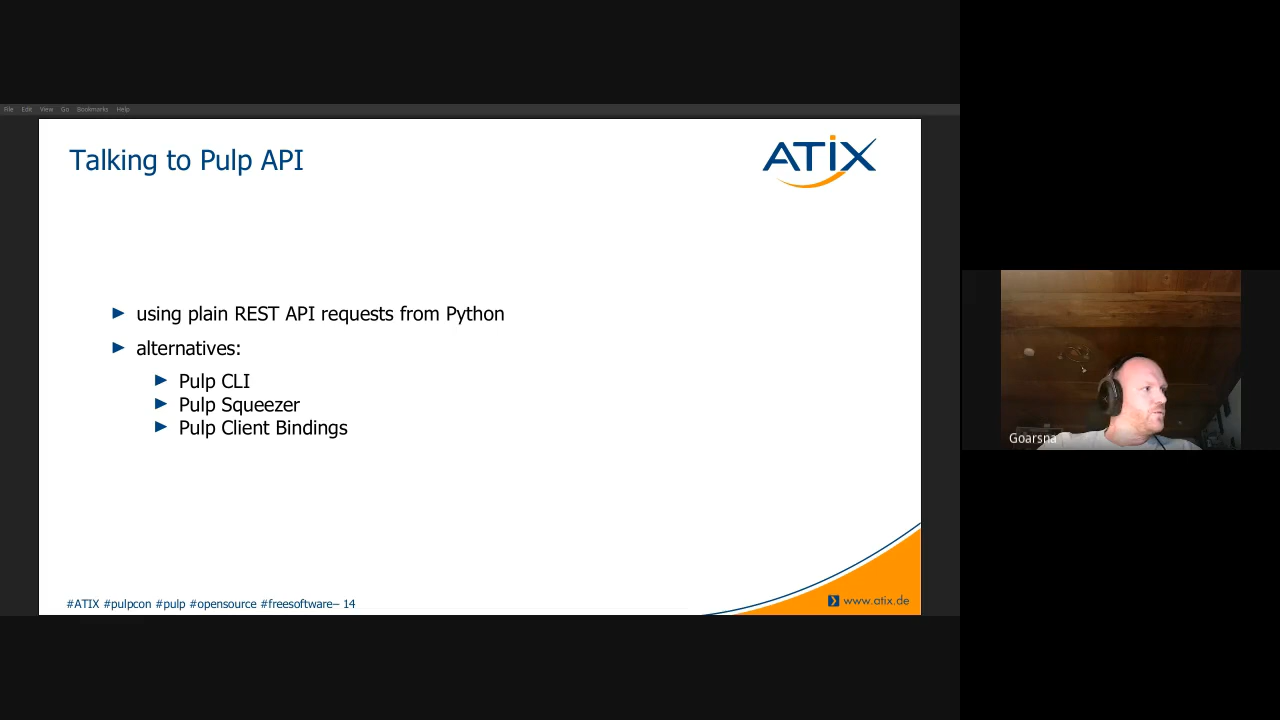 File Edit View Go Bookmarks Help
Talking to Pulp API
ATIX
using plain REST API requests from Python
alternatives:
Pulp CLI
Pulp Squeezer
Pulp Client Bindings
Goarsna
#ATIX #pulpcon #pulp #opensource #freesoftware– 14
www.atix.de